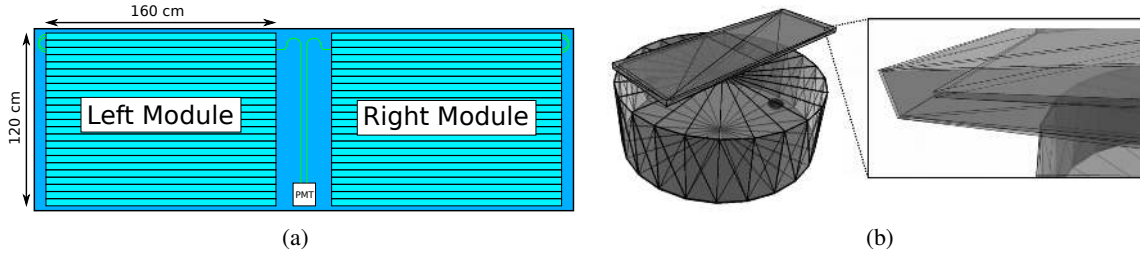 160 cm
120 cm
Left Module
Right Module
PMT
(a)
(b)